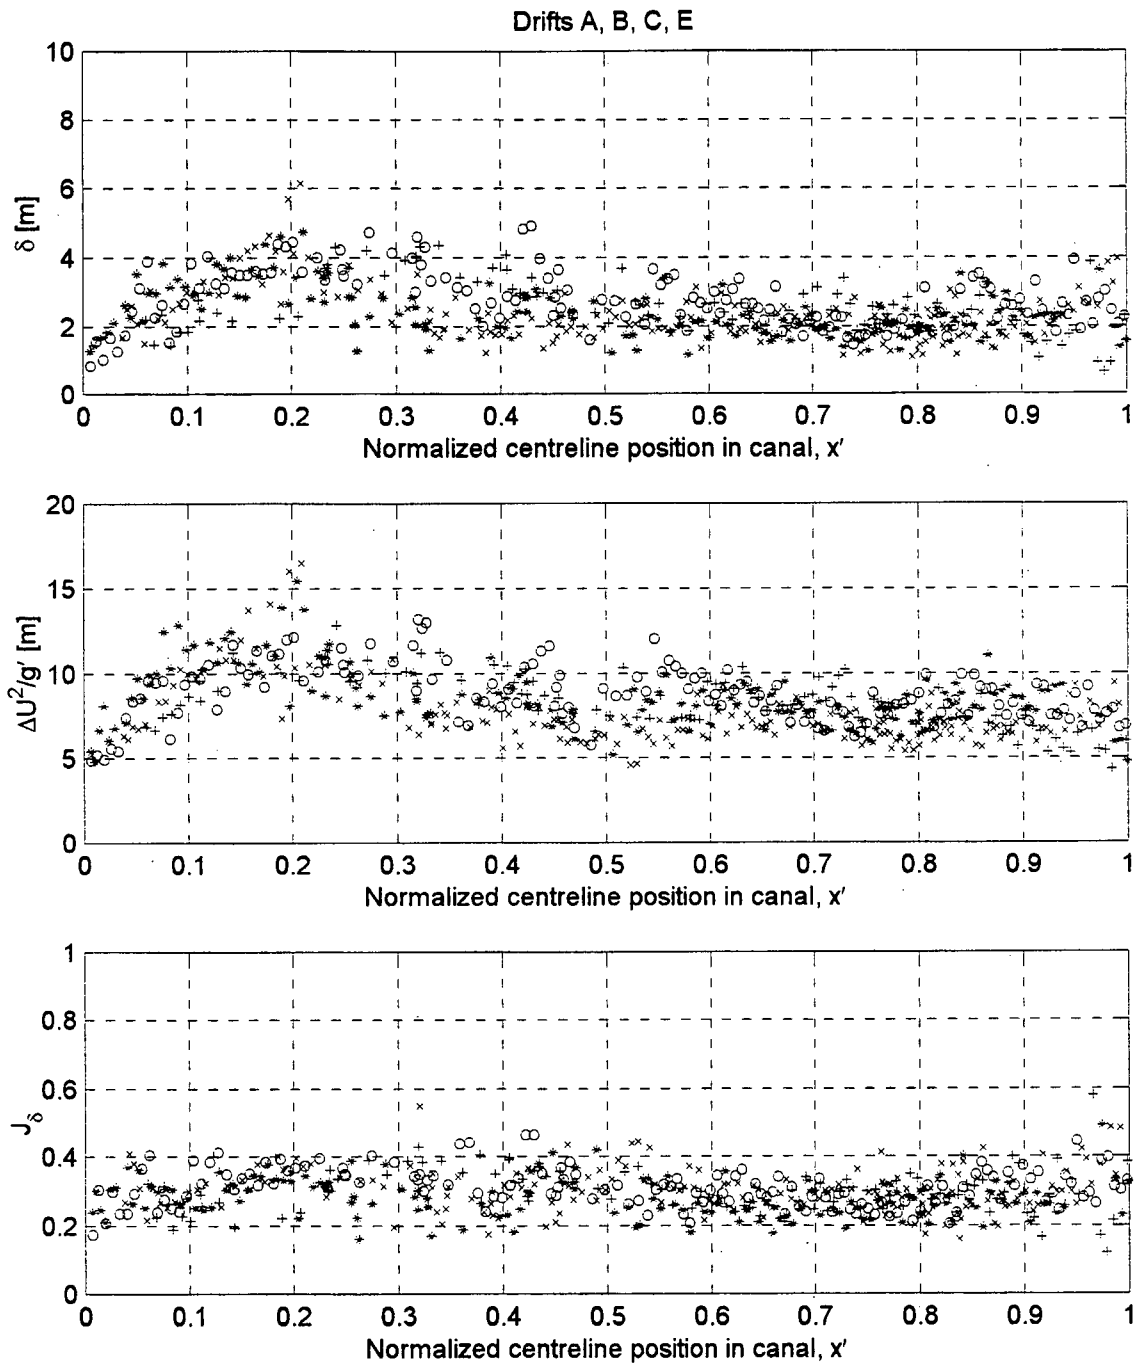 Drifts A, B, C, E
10
8
6
4
2
0
δ [m]
0 0.1 0.2 0.3 0.4 0.5 0.6 0.7 0.8 0.9 1
Normalized centreline position in canal, x'
20
15
10
5
0
ΔU²/g' [m]
0 0.1 0.2 0.3 0.4 0.5 0.6 0.7 0.8 0.9 1
Normalized centreline position in canal, x'
1
0.8
0.6
0.4
0.2
0
J_δ
0 0.1 0.2 0.3 0.4 0.5 0.6 0.7 0.8 0.9 1
Normalized centreline position in canal, x'